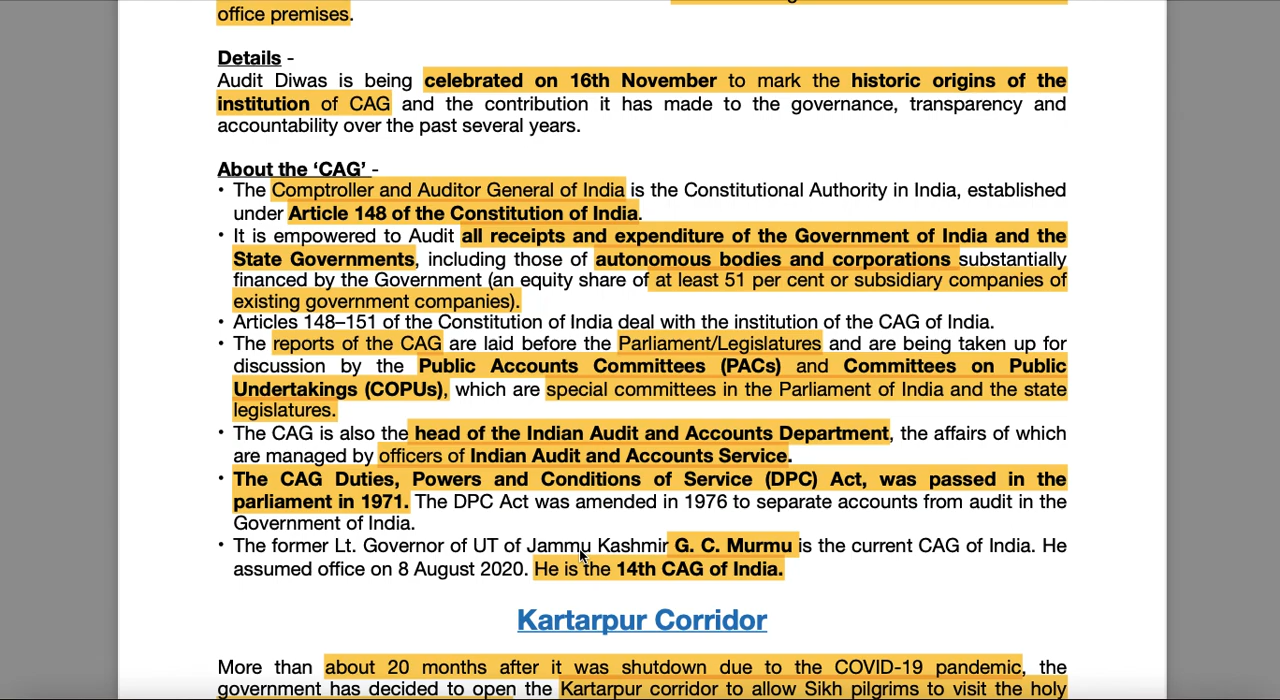 office premises.
Details -
Audit Diwas is being celebrated on 16th November to mark the historic origins of the
institution of CAG and the contribution it has made to the governance, transparency and
accountability over the past several years.
About the ‘CAG’ -
• The Comptroller and Auditor General of India is the Constitutional Authority in India, established
under Article 148 of the Constitution of India.
• It is empowered to Audit all receipts and expenditure of the Government of India and the
State Governments, including those of autonomous bodies and corporations substantially
financed by the Government (an equity share of at least 51 per cent or subsidiary companies of
existing government companies).
• Articles 148–151 of the Constitution of India deal with the institution of the CAG of India.
• The reports of the CAG are laid before the Parliament/Legislatures and are being taken up for
discussion by the Public Accounts Committees (PACs) and Committees on Public
Undertakings (COPUs), which are special committees in the Parliament of India and the state
legislatures.
• The CAG is also the head of the Indian Audit and Accounts Department, the affairs of which
are managed by officers of Indian Audit and Accounts Service.
• The CAG Duties, Powers and Conditions of Service (DPC) Act, was passed in the
parliament in 1971. The DPC Act was amended in 1976 to separate accounts from audit in the
Government of India.
• The former Lt. Governor of UT of Jammu Kashmir G. C. Murmu is the current CAG of India. He
assumed office on 8 August 2020. He is the 14th CAG of India.
Kartarpur Corridor
More than about 20 months after it was shutdown due to the COVID-19 pandemic, the
government has decided to open the Kartarpur corridor to allow Sikh pilgrims to visit the holy